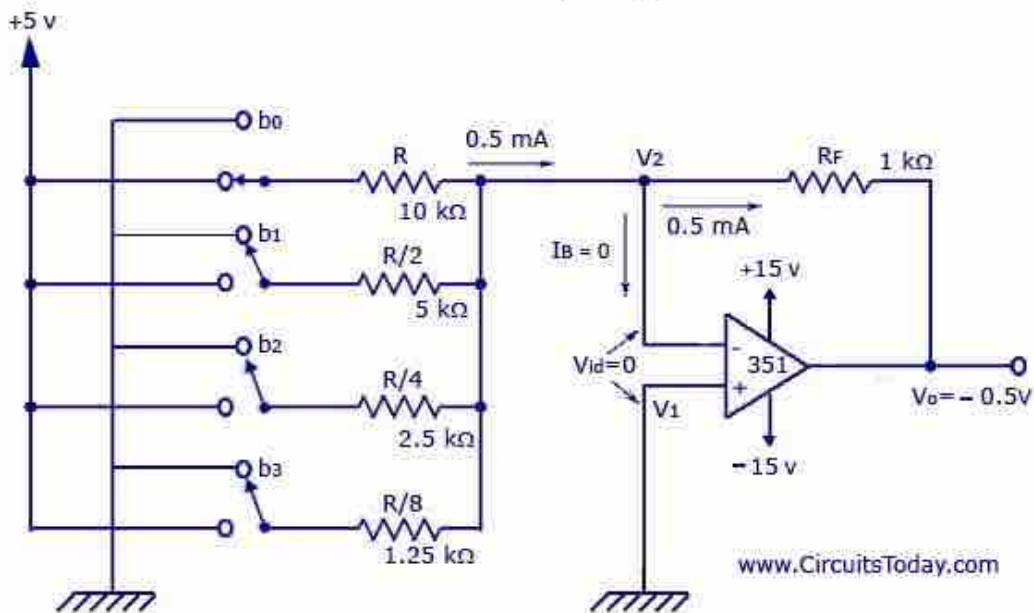 +5 v
b0
0.5 mA
R
10 kΩ
V2
RF
1 kΩ
b1
R/2
5 kΩ
0.5 mA
IB = 0
+15 v
b2
R/4
2.5 kΩ
Vid=0
-
351
+
V1
Vo= - 0.5v
-15 v
b3
R/8
1.25 kΩ
www.CircuitsToday.com